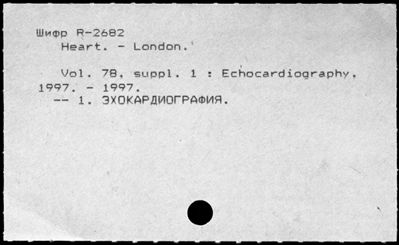 Шифр R-2682
Heart. - London.
Vol. 78, suppl. 1 : Echocardiography,
1997. - 1997.
-- 1. ЭХОКАРДИОГРАФИЯ.